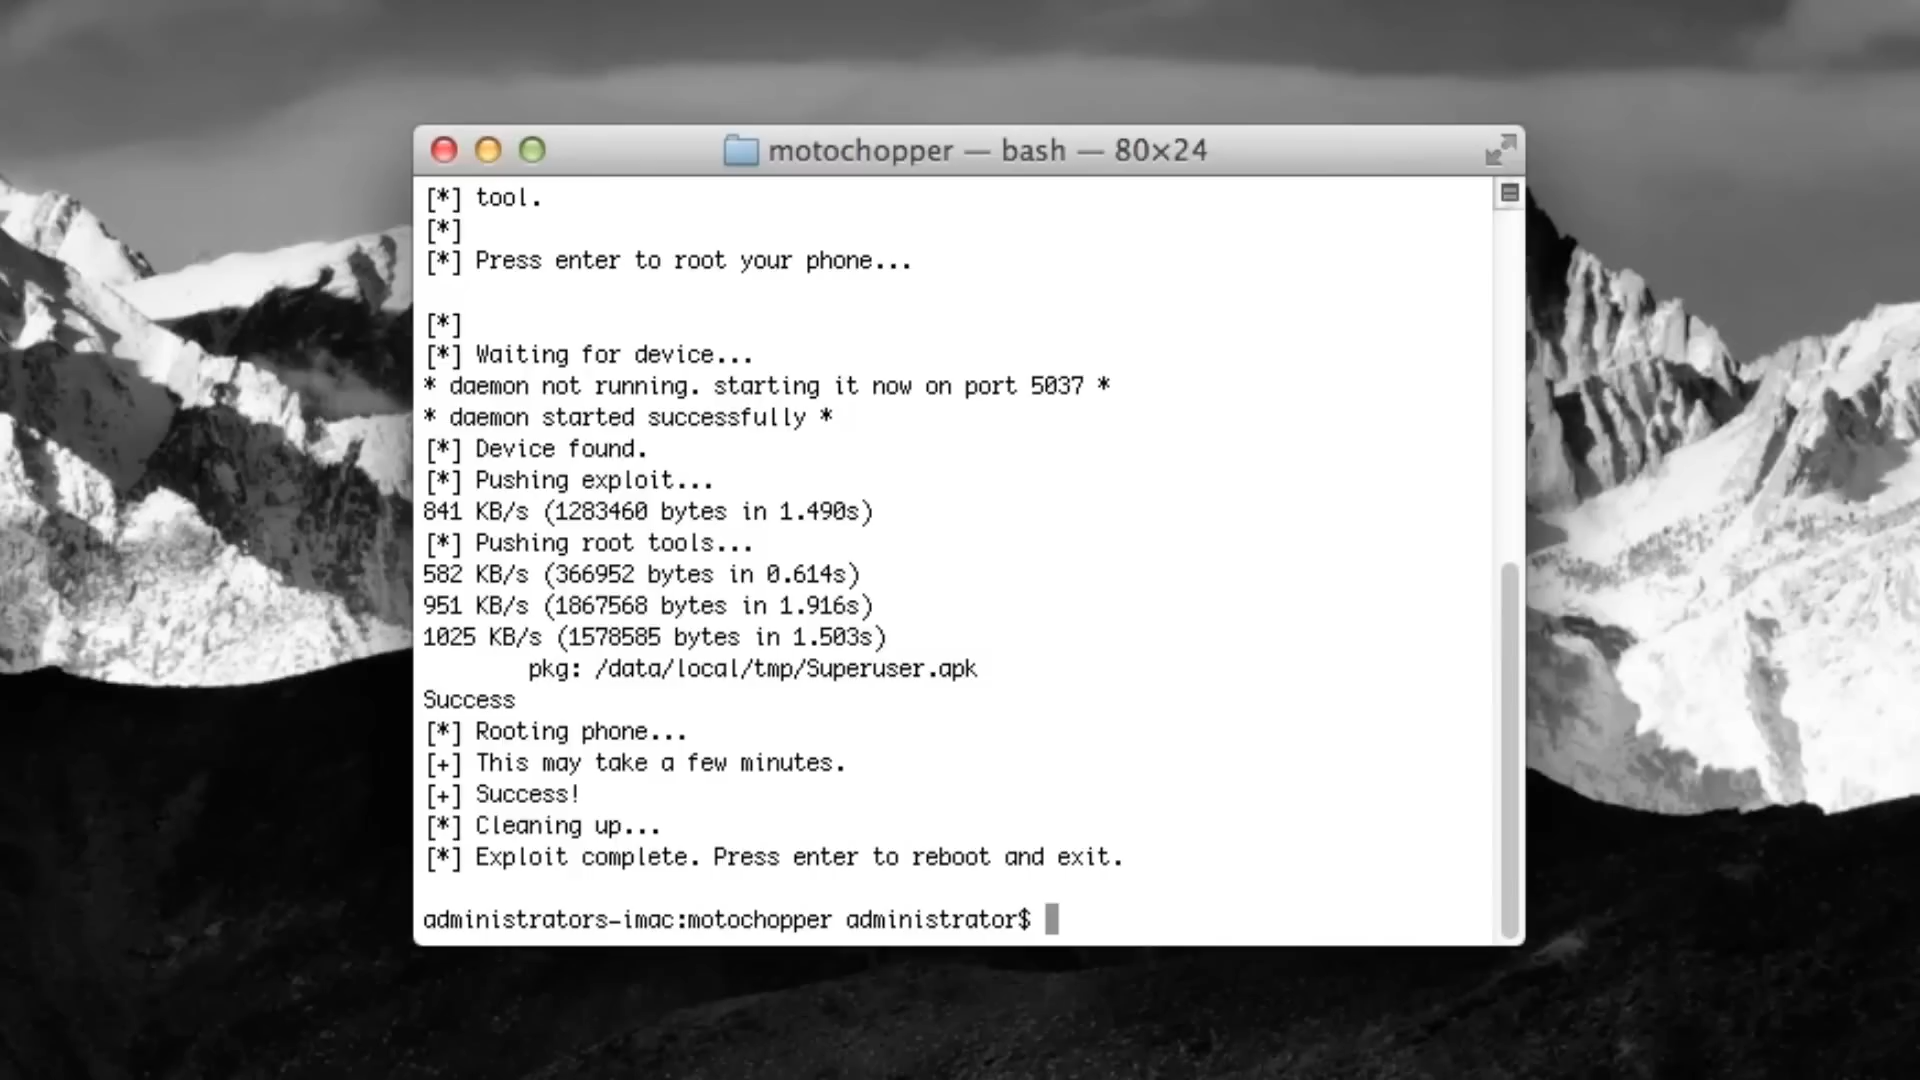 motochopper — bash — 80×24
[*] tool.
[*]
[*] Press enter to root your phone...
[*]
[*] Waiting for device...
* daemon not running. starting it now on port 5037 *
* daemon started successfully *
[*] Device found.
[*] Pushing exploit...
841 KB/s (1283460 bytes in 1.490s)
[*] Pushing root tools...
582 KB/s (366952 bytes in 0.614s)
951 KB/s (1867568 bytes in 1.916s)
1025 KB/s (1578585 bytes in 1.503s)
pkg: /data/local/tmp/Superuser.apk
Success
[*] Rooting phone...
[+] This may take a few minutes.
[+] Success!
[*] Cleaning up...
[*] Exploit complete. Press enter to reboot and exit.
administrators-imac:motochopper administrator$